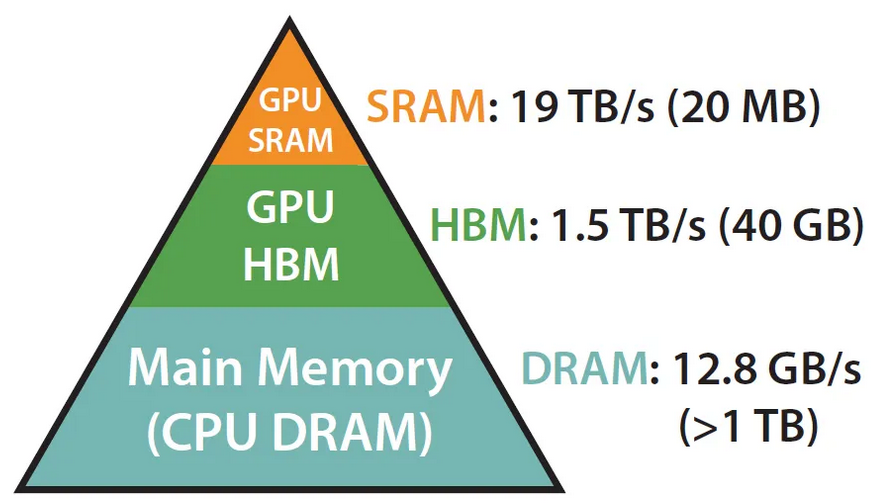 GPU
SRAM
SRAM: 19 TB/s (20 MB)
GPU
HBM
HBM: 1.5 TB/s (40 GB)
Main Memory
(CPU DRAM)
DRAM: 12.8 GB/s
(>1 TB)